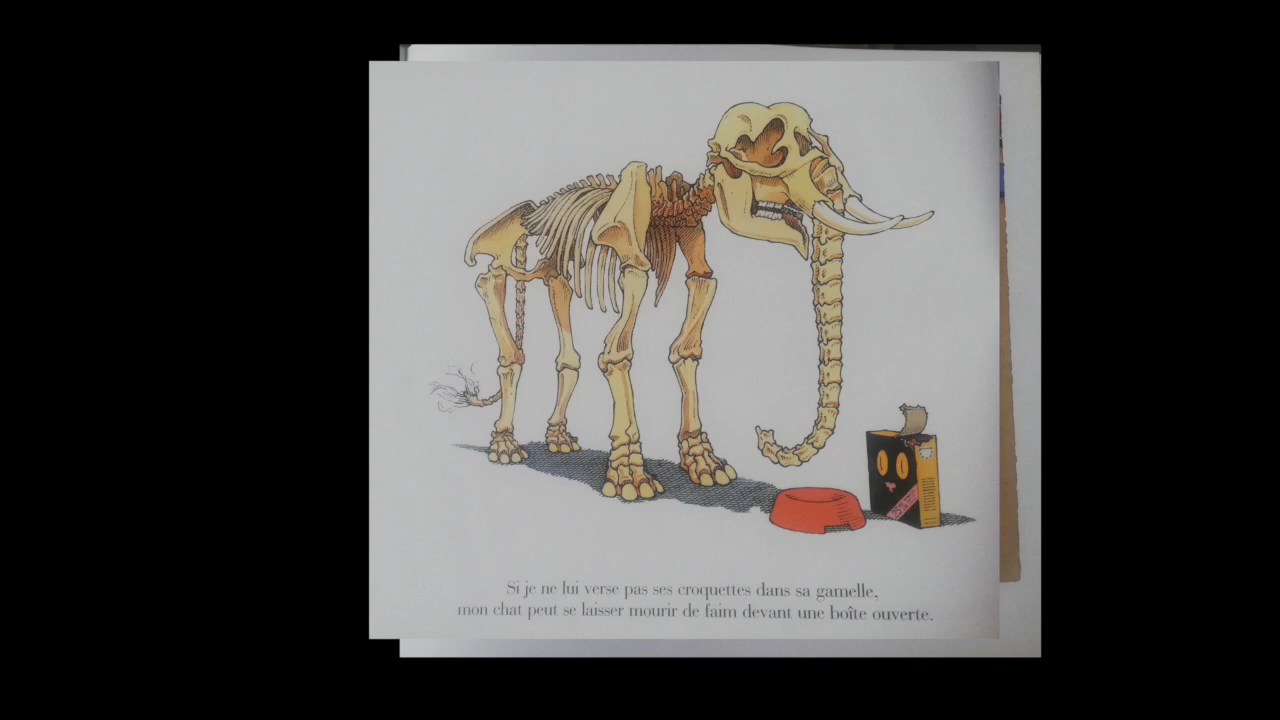 Si je ne lui verse pas ses croquettes dans sa gamelle,
mon chat peut se laisser mourir de faim devant une boîte ouverte.